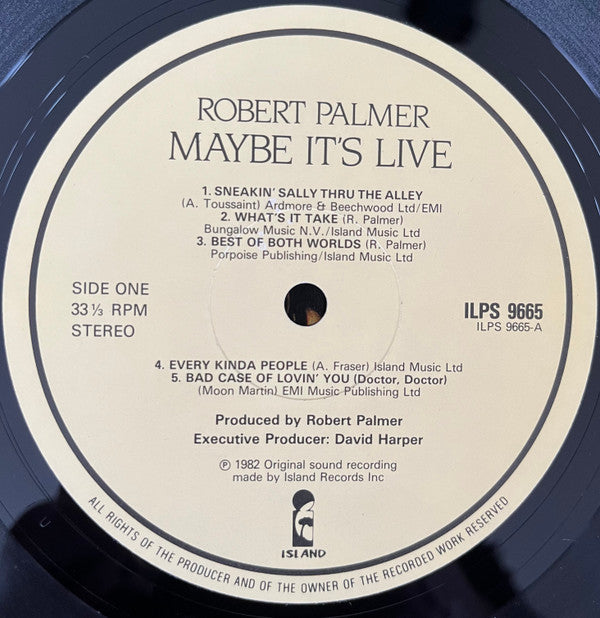 ROBERT PALMER
MAYBE IT'S LIVE
1. SNEAKIN' SALLY THRU THE ALLEY
(A. Toussaint) Ardmore & Beechwood Ltd/EMI
2. WHAT'S IT TAKE (R. Palmer)
Bungalow Music N.V./Island Music Ltd
3. BEST OF BOTH WORLDS (R. Palmer)
Porpoise Publishing/Island Music Ltd
SIDE ONE
33⅓ RPM
STEREO
ILPS 9665
ILPS 9665-A
4. EVERY KINDA PEOPLE (A. Fraser) Island Music Ltd
5. BAD CASE OF LOVIN' YOU (Doctor, Doctor)
(Moon Martin) EMI Music Publishing Ltd
Produced by Robert Palmer
Executive Producer: David Harper
℗ 1982 Original sound recording
made by Island Records Inc
ISLAND
ALL RIGHTS OF THE PRODUCER AND OF THE OWNER OF THE RECORDED WORK RESERVED